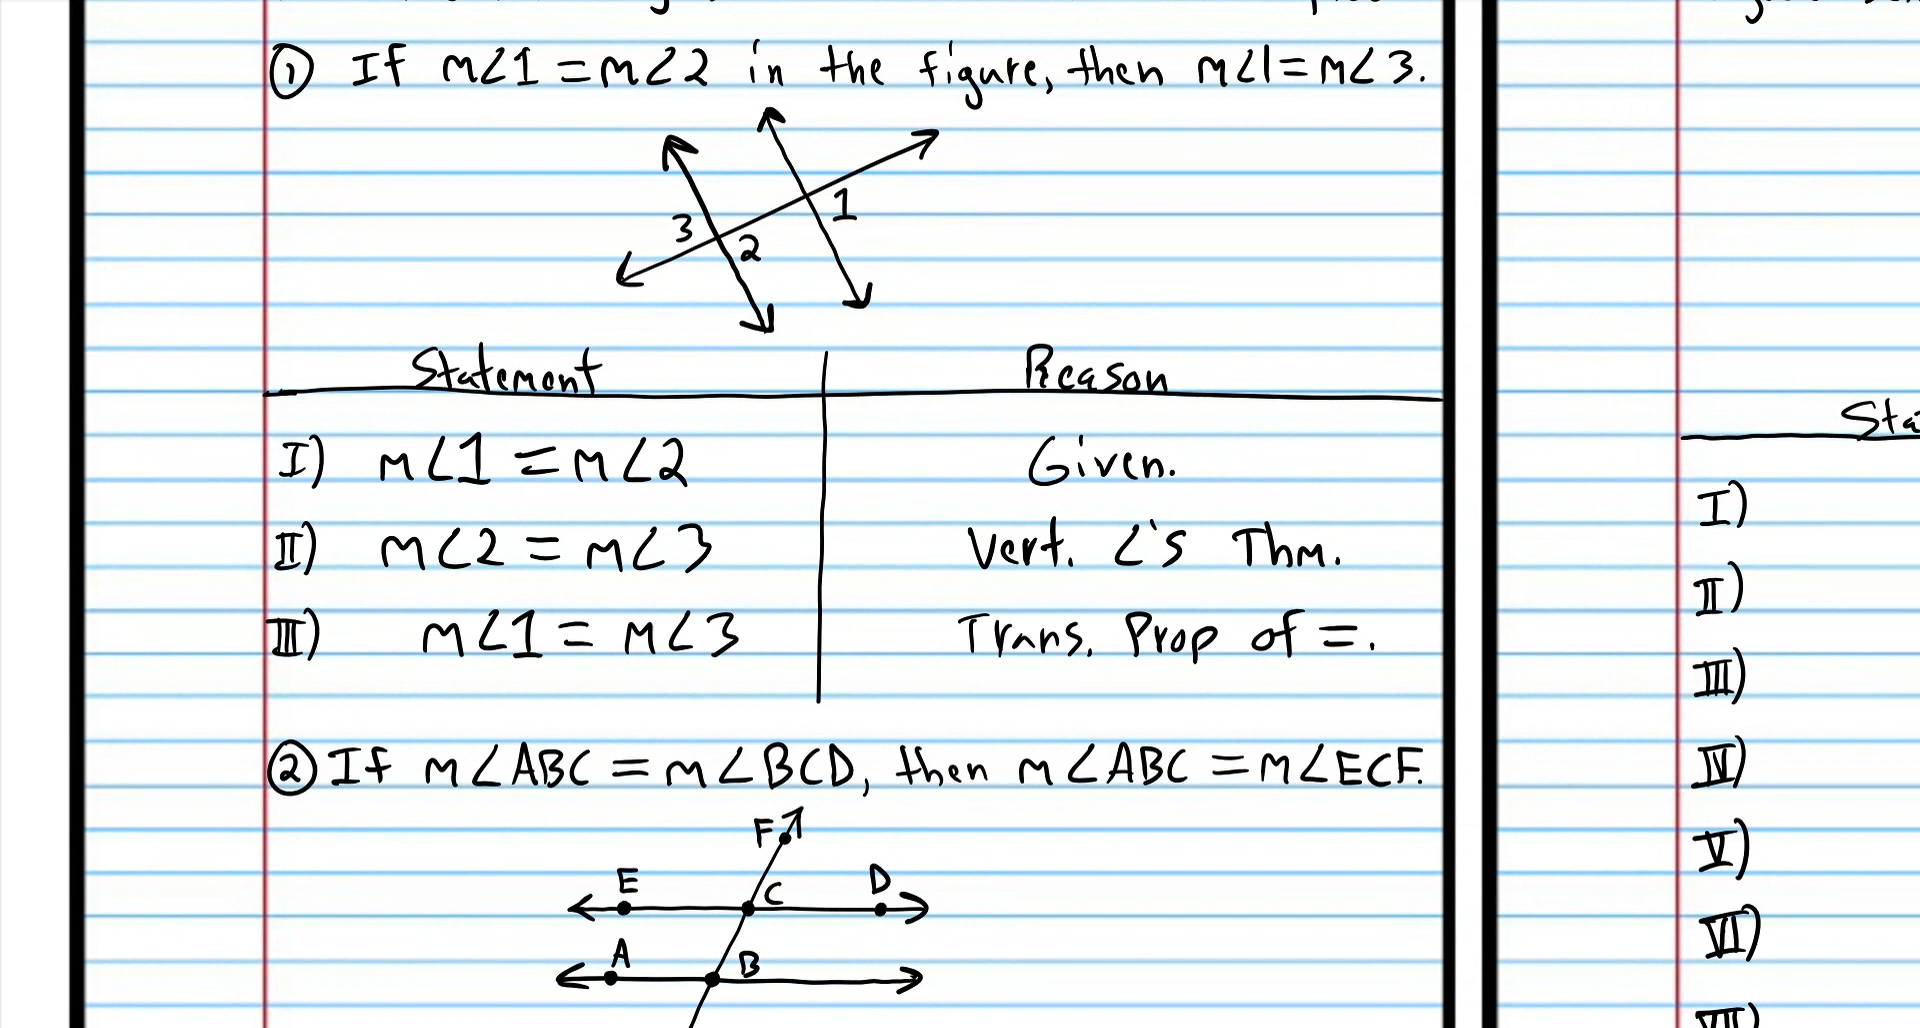 ① If m∠1 = m∠2 in the figure, then m∠1 = m∠3.
1
3
2
Statement Reason
I) m∠1 = m∠2 Given.
II) m∠2 = m∠3 Vert. ∠'s Thm.
III) m∠1 = m∠3 Trans. Prop of =.
② If m∠ABC = m∠BCD, then m∠ABC = m∠ECF.
F
E C D
A B
I)
II)
III)
IV)
V)
VI)
VII)